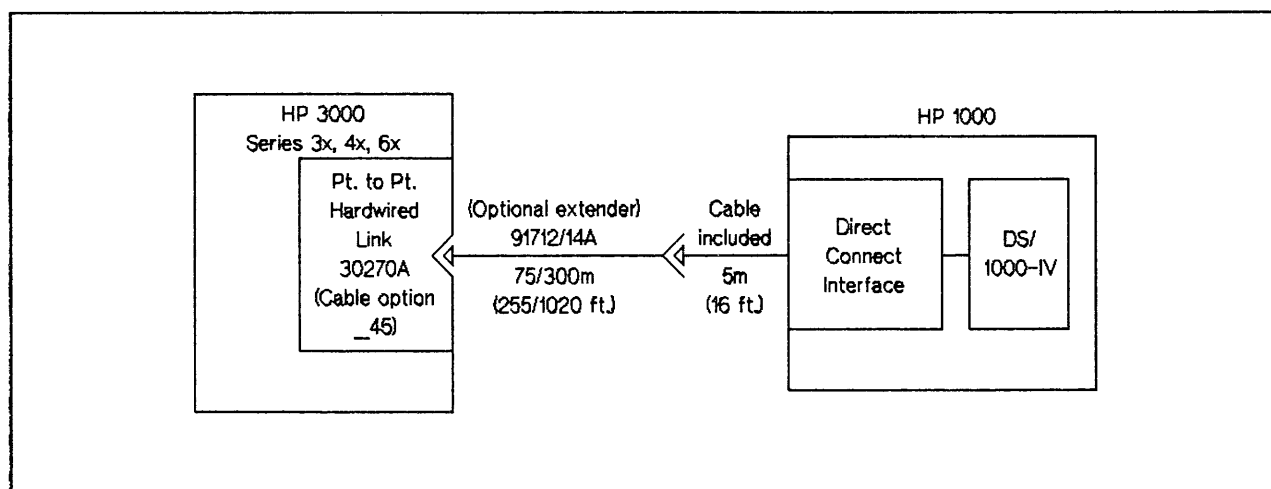 HP 3000
Series 3x, 4x, 6x
Pt. to Pt.
Hardwired
Link
30270A
(Cable option
_45)
(Optional extender)
91712/14A
75/300m
(255/1020 ft.)
Cable
included
5m
(16 ft.)
HP 1000
Direct
Connect
Interface
DS/
1000-IV